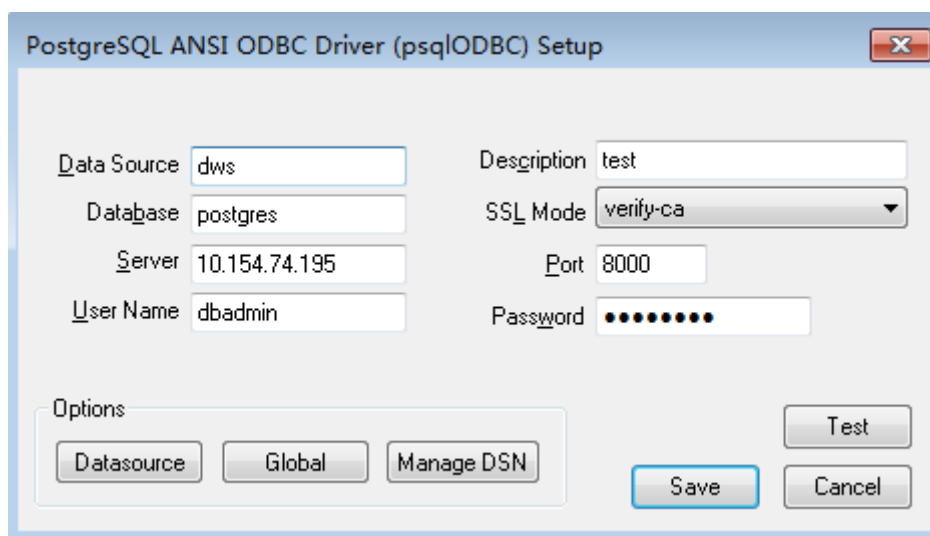 PostgreSQL ANSI ODBC Driver (psqlODBC) Setup
Data Source dws Description test
Database postgres SSL Mode verify-ca
Server 10.154.74.195 Port 8000
User Name dbadmin Password ●●●●●●●●
Options
Datasource Global Manage DSN
Test
Save Cancel